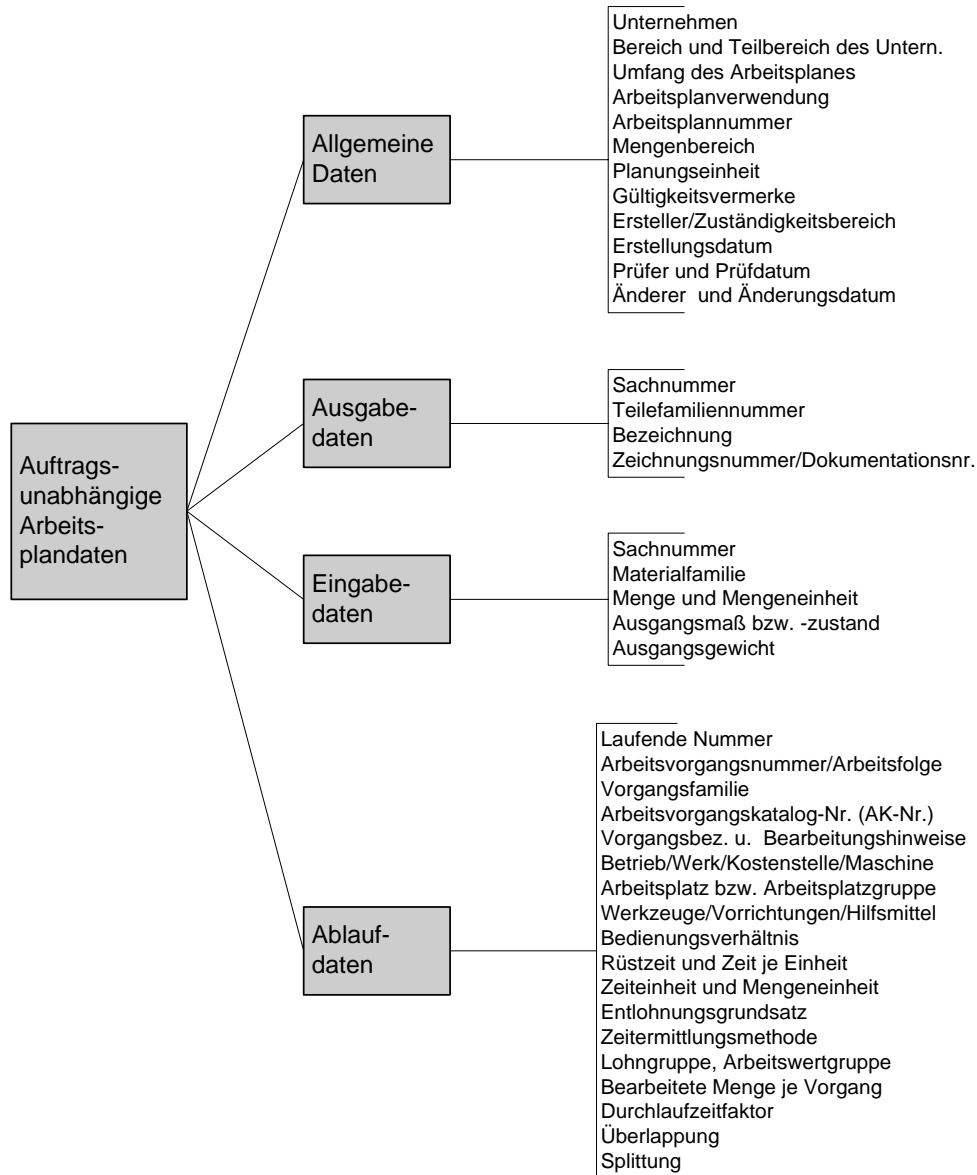 Auftrags-
unabhängige
Arbeits-
plandaten
Allgemeine
Daten
Unternehmen
Bereich und Teilbereich des Untern.
Umfang des Arbeitsplanes
Arbeitsplanverwendung
Arbeitsplannummer
Mengenbereich
Planungseinheit
Gültigkeitsvermerke
Ersteller/Zuständigkeitsbereich
Erstellungsdatum
Prüfer und Prüfdatum
Änderer  und Änderungsdatum
Ausgabe-
daten
Sachnummer
Teilefamiliennummer
Bezeichnung
Zeichnungsnummer/Dokumentationsnr.
Eingabe-
daten
Sachnummer
Materialfamilie
Menge und Mengeneinheit
Ausgangsmaß bzw. -zustand
Ausgangsgewicht
Ablauf-
daten
Laufende Nummer
Arbeitsvorgangsnummer/Arbeitsfolge
Vorgangsfamilie
Arbeitsvorgangskatalog-Nr. (AK-Nr.)
Vorgangsbez. u.  Bearbeitungshinweise
Betrieb/Werk/Kostenstelle/Maschine
Arbeitsplatz bzw. Arbeitsplatzgruppe
Werkzeuge/Vorrichtungen/Hilfsmittel
Bedienungsverhältnis
Rüstzeit und Zeit je Einheit
Zeiteinheit und Mengeneinheit
Entlohnungsgrundsatz
Zeitermittlungsmethode
Lohngruppe, Arbeitswertgruppe
Bearbeitete Menge je Vorgang
Durchlaufzeitfaktor
Überlappung
Splittung